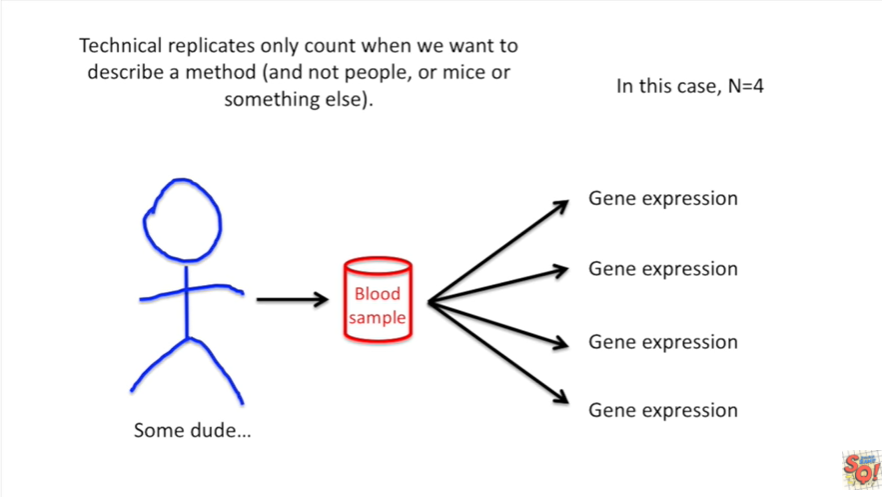 Technical replicates only count when we want to
describe a method (and not people, or mice or
something else).
In this case, N=4
Gene expression
Gene expression
Blood
sample
Gene expression
Gene expression
Some dude...